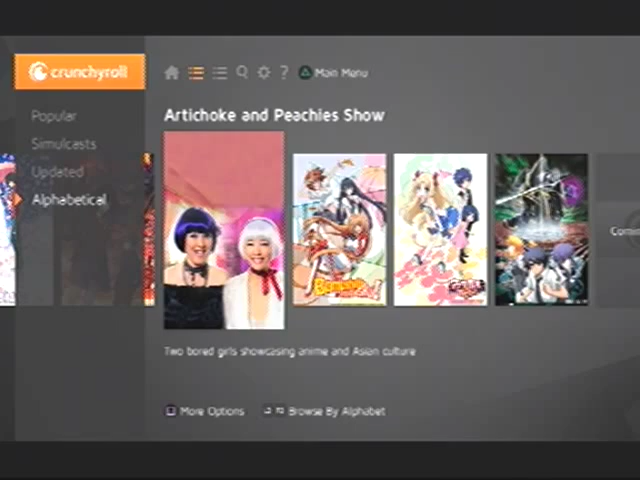 crunchyroll
Main Menu
Popular
Simulcasts
Updated
Alphabetical
Artichoke and Peachies Show
Two bored girls showcasing anime and Asian culture
More Options
Browse By Alphabet